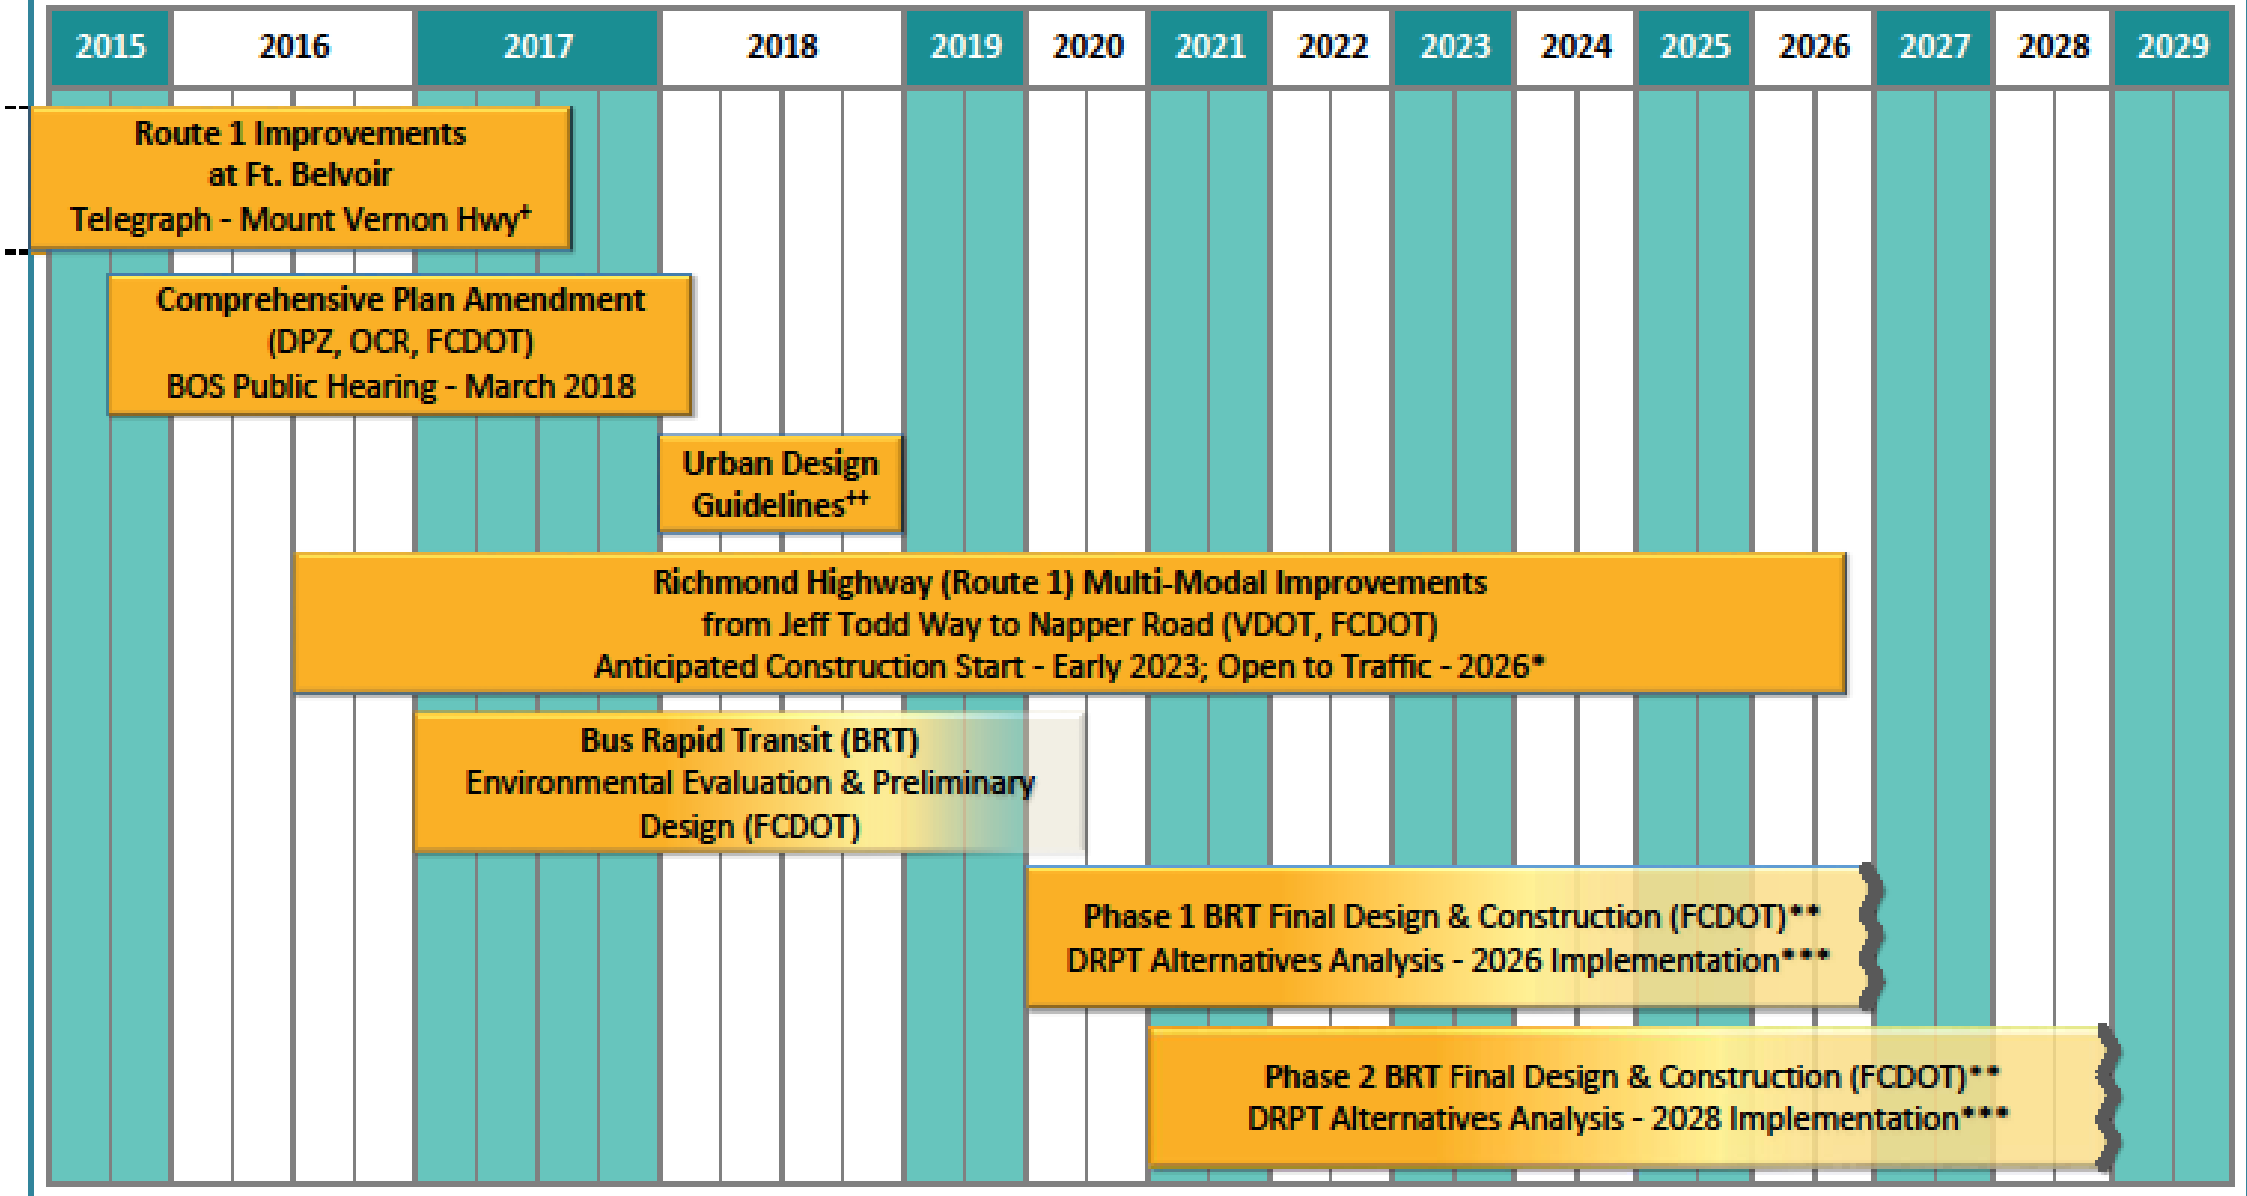 2015 2016 2017 2018 2019 2020 2021 2022 2023 2024 2025 2026 2027 2028 2029
Route 1 Improvements
at Ft. Belvoir
Telegraph - Mount Vernon Hwy⁺
Comprehensive Plan Amendment
(DPZ, OCR, FCDOT)
BOS Public Hearing - March 2018
Urban Design
Guidelines⁺⁺
Richmond Highway (Route 1) Multi-Modal Improvements
from Jeff Todd Way to Napper Road (VDOT, FCDOT)
Anticipated Construction Start - Early 2023; Open to Traffic - 2026*
Bus Rapid Transit (BRT)
Environmental Evaluation & Preliminary
Design (FCDOT)
Phase 1 BRT Final Design & Construction (FCDOT)**
DRPT Alternatives Analysis - 2026 Implementation***
Phase 2 BRT Final Design & Construction (FCDOT)**
DRPT Alternatives Analysis - 2028 Implementation***